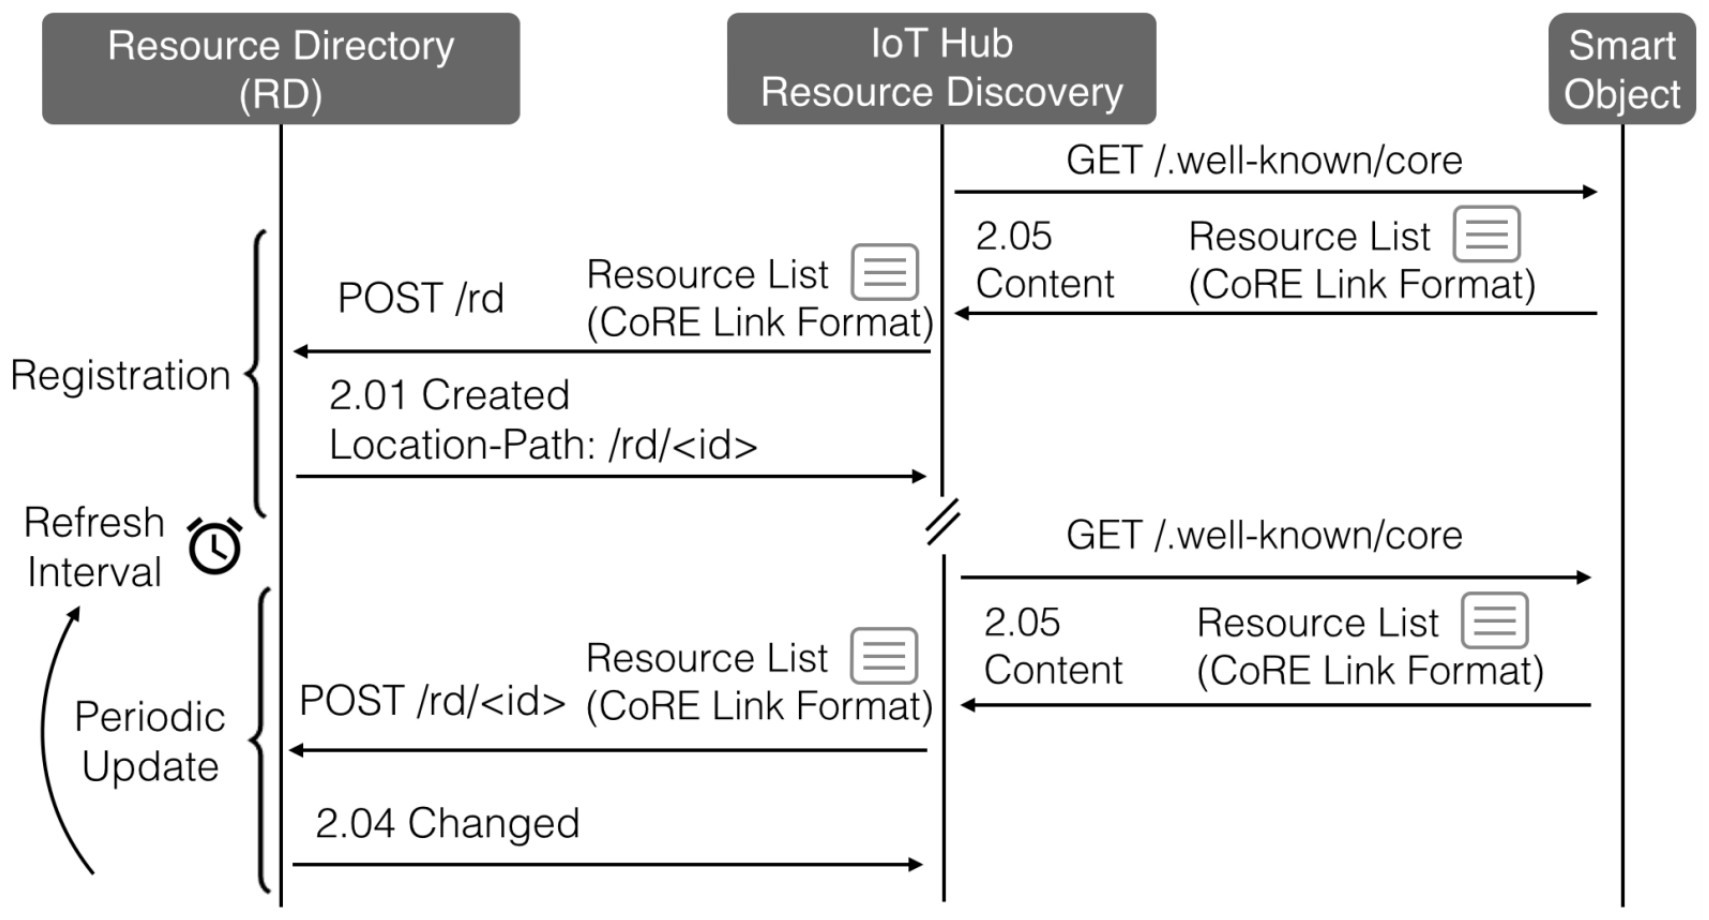 Resource Directory
(RD)
IoT Hub
Resource Discovery
Smart
Object
GET /.well-known/core
2.05
Content
Resource List
(CoRE Link Format)
POST /rd
Resource List
(CoRE Link Format)
Registration
2.01 Created
Location-Path: /rd/<id>
Refresh
Interval
GET /.well-known/core
2.05
Content
Resource List
(CoRE Link Format)
POST /rd/<id>
Resource List
(CoRE Link Format)
Periodic
Update
2.04 Changed